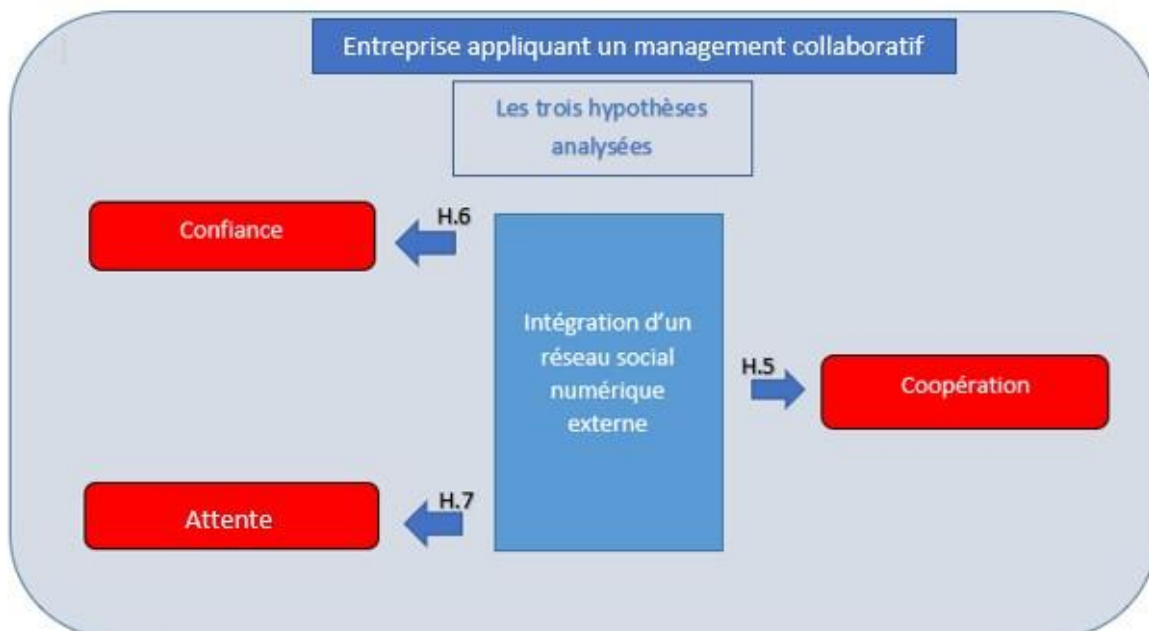 Entreprise appliquant un management collaboratif
Les trois hypothèses
analysées
Confiance
H.6
Intégration d'un
réseau social
numérique
externe
H.5
Coopération
Attente
H.7